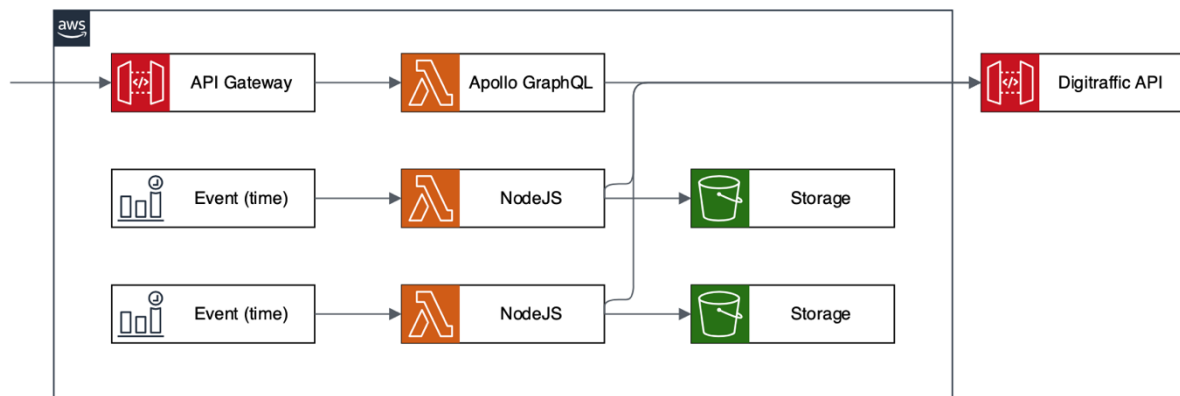 aws
API Gateway
Apollo GraphQL
Digitraffic API
Event (time)
NodeJS
Storage
Event (time)
NodeJS
Storage